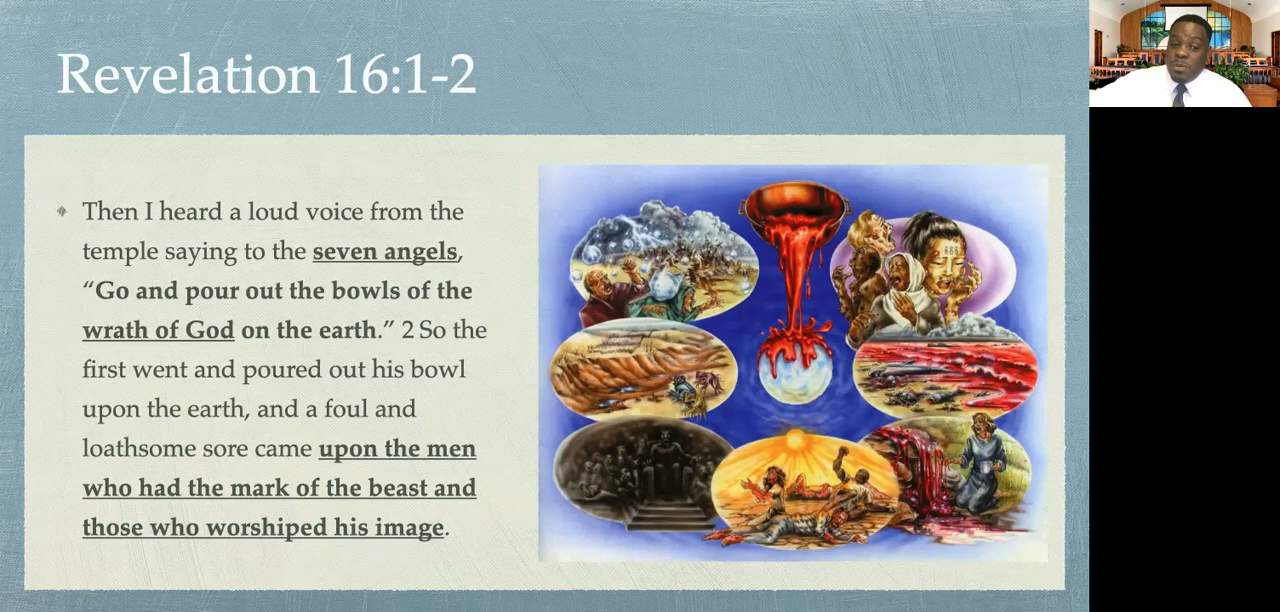 Revelation 16:1-2
Then I heard a loud voice from the
temple saying to the seven angels,
“Go and pour out the bowls of the
wrath of God on the earth.” 2 So the
first went and poured out his bowl
upon the earth, and a foul and
loathsome sore came upon the men
who had the mark of the beast and
those who worshiped his image.
666